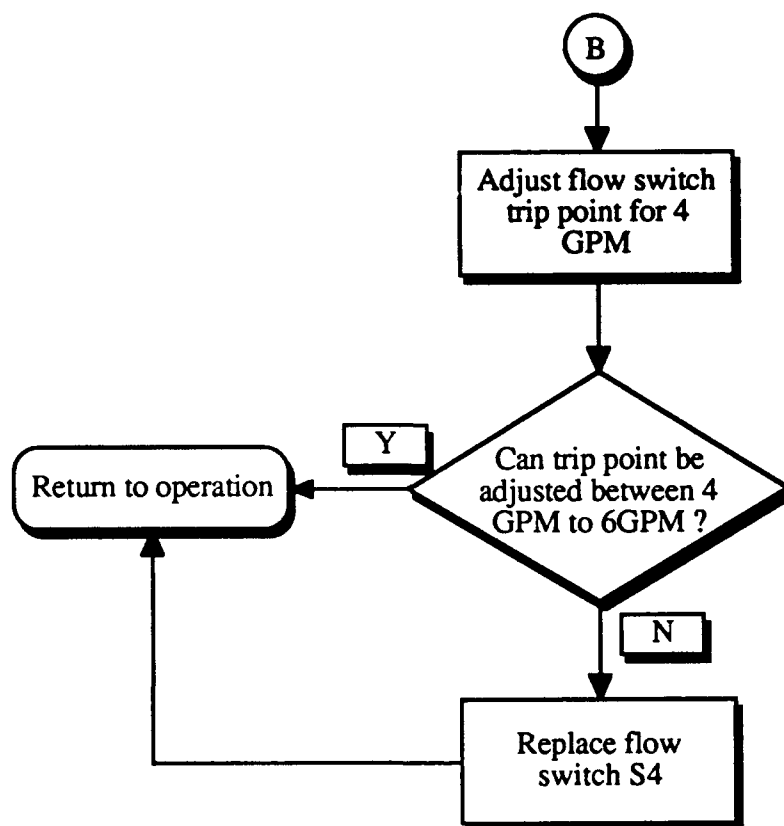 B
Adjust flow switch
trip point for 4
GPM
Y
Return to operation
Can trip point be
adjusted between 4
GPM to 6GPM ?
N
Replace flow
switch S4